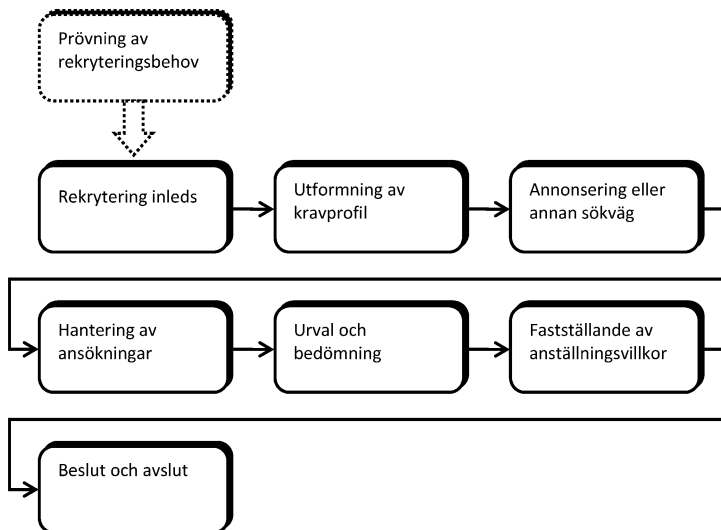 Prövning av
rekryteringsbehov
Rekrytering inleds
Utformning av
kravprofil
Annonsering eller
annan sökväg
Hantering av
ansökningar
Urval och
bedömning
Fastställande av
anställningsvillkor
Beslut och avslut